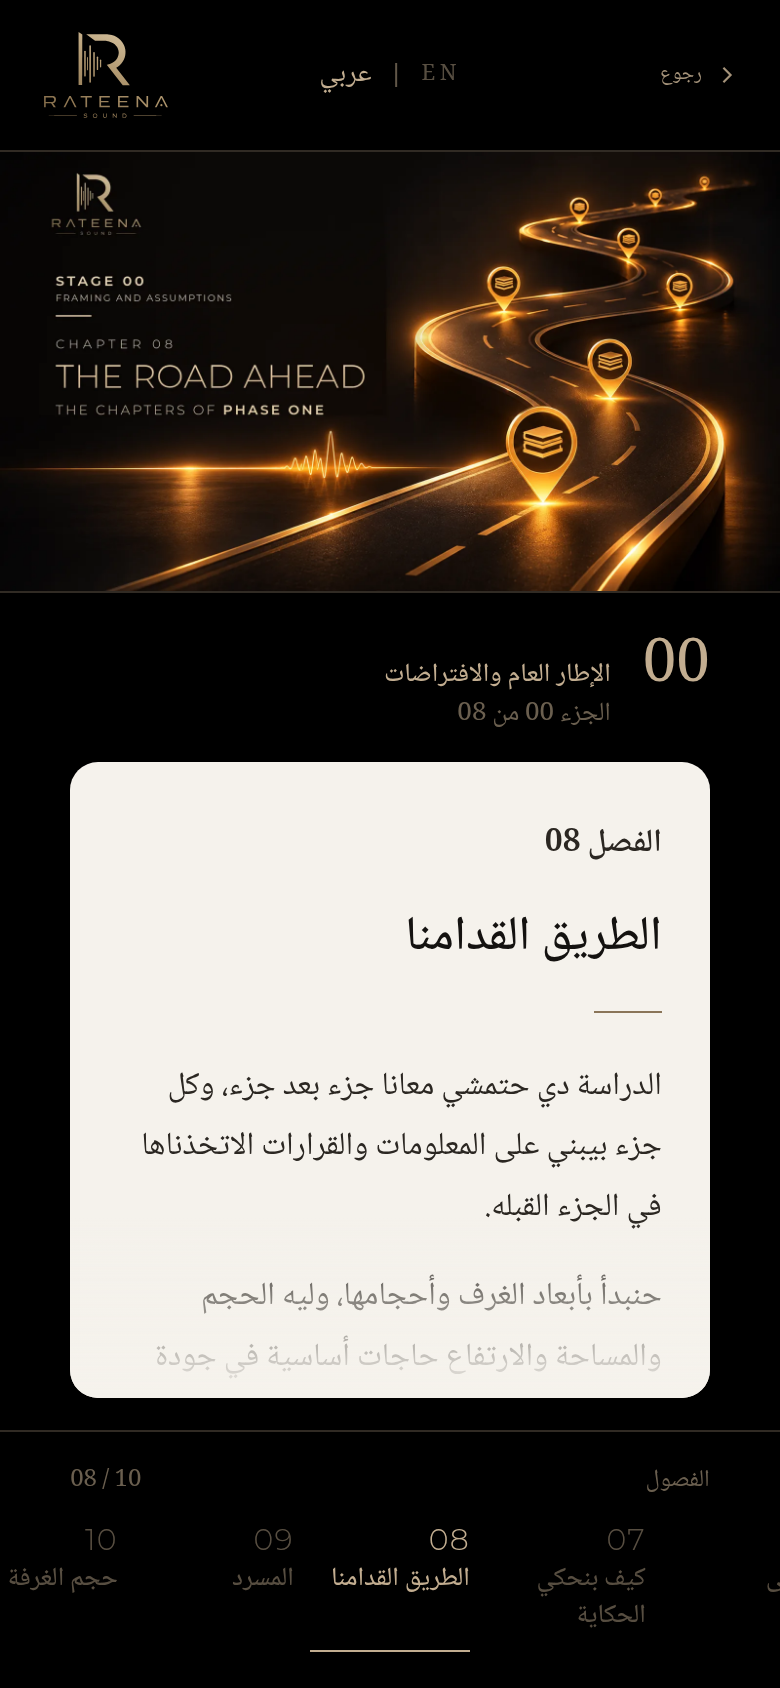 RATEENA
SOUND
عربي | EN
رجوع
RATEENA
SOUND
STAGE 00
FRAMING AND ASSUMPTIONS
CHAPTER 08
THE ROAD AHEAD
THE CHAPTERS OF PHASE ONE
00
الإطار العام والافتراضات
الجزء 00 من 08
الفصل 08
الطريق القدامنا
الدراسة دي حتمشي معانا جزء بعد جزء، وكل
جزء بيبني على المعلومات والقرارات الاتخذناها
في الجزء القبله.
حنبدأ بأبعاد الغرف وأحجامها، وليه الحجم
والمساحة والارتفاع حاجات أساسية في جودة
الفصول
08 / 10
07
كيف بنحكي
الحكاية
08
الطريق القدامنا
09
المسرد
10
حجم الغرفة